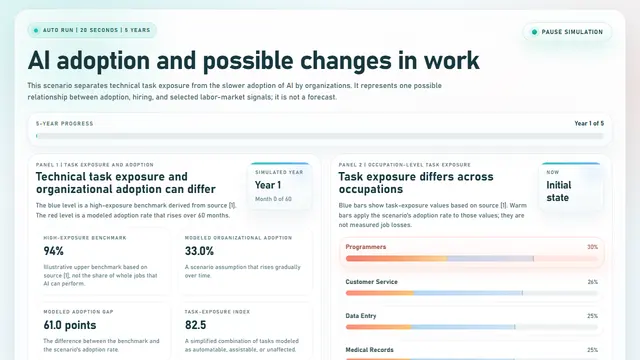 AUTO RUN | 20 SECONDS | 5 YEARS
PAUSE SIMULATION
AI adoption and possible changes in work
This scenario separates technical task exposure from the slower adoption of AI by organizations. It represents one possible
relationship between adoption, hiring, and selected labor-market signals; it is not a forecast.
5-YEAR PROGRESS
Year 1 of 5
PANEL 1 | TASK EXPOSURE AND ADOPTION
Technical task exposure and
organizational adoption can differ
The blue level is a high-exposure benchmark derived from source [1].
The red level is a modeled adoption rate that rises over 60 months.
SIMULATED YEAR
Year 1
Month 0 of 60
HIGH-EXPOSURE BENCHMARK
94%
Illustrative upper benchmark based on
source [1], not the share of whole jobs that
AI can perform.
MODELED ORGANIZATIONAL ADOPTION
33.0%
A scenario assumption that rises gradually
over time.
MODELED ADOPTION GAP
61.0 points
The difference between the benchmark and
the scenario's adoption rate.
TASK-EXPOSURE INDEX
82.5
A simplified combination of tasks modeled
as automatable, assistable, or unaffected.
PANEL 2 | OCCUPATION-LEVEL TASK EXPOSURE
Task exposure differs across
occupations
Blue bars show task-exposure values based on source [1]. Warm
bars apply the scenario's adoption rate to those values; they are
not measured job losses.
NOW
Initial
state
Programmers 30%
Customer Service 26%
Data Entry 25%
Medical Records 25%